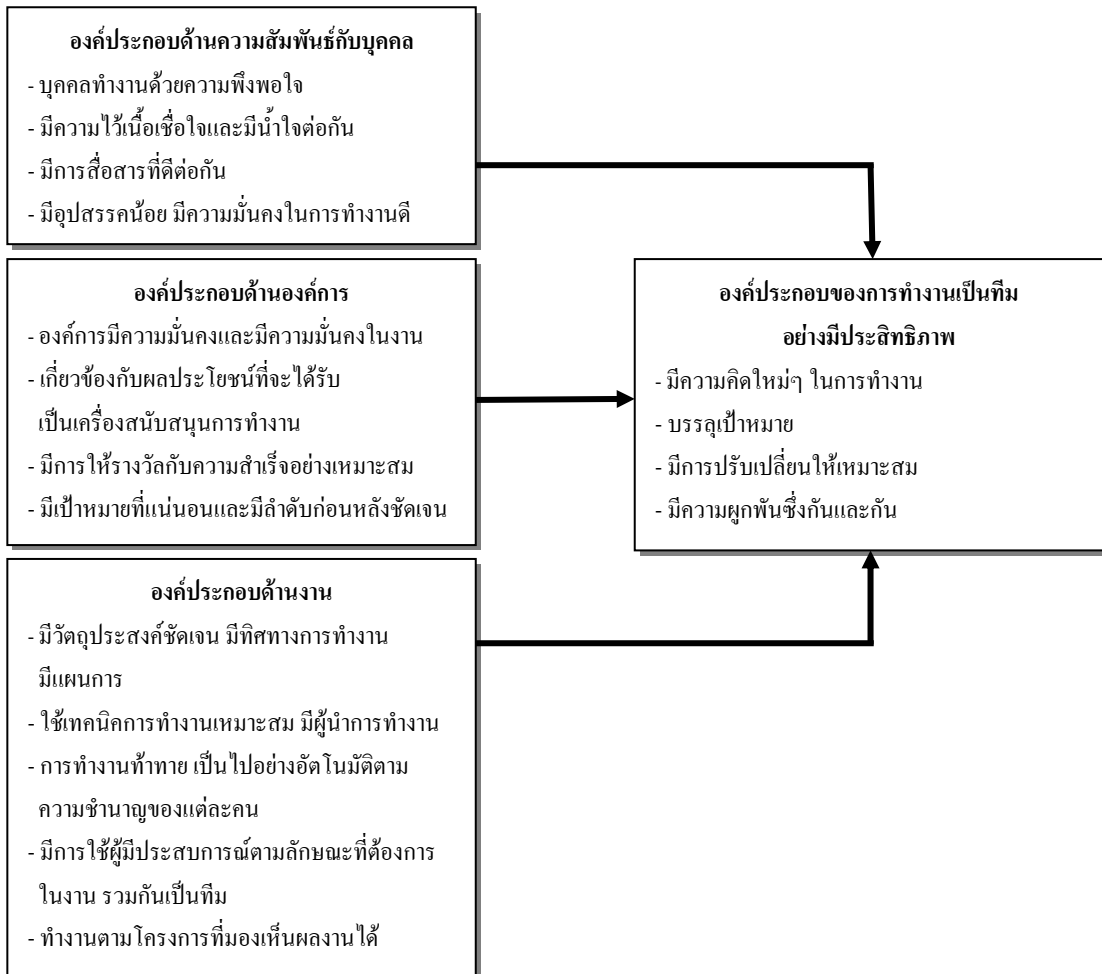 องค์ประกอบด้านความสัมพันธ์กับบุคคล
- บุคคลทำงานด้วยความพึงพอใจ
- มีความไว้เนื้อเชื่อใจและมีน้ำใจต่อกัน
- มีการสื่อสารที่ดีต่อกัน
- มีอุปสรรคน้อย มีความมั่นคงในการทำงานดี
องค์ประกอบด้านองค์การ
- องค์การมีความมั่นคงและมีความมั่นคงในงาน
- เกี่ยวข้องกับผลประโยชน์ที่จะได้รับ
เป็นเครื่องสนับสนุนการทำงาน
- มีการให้รางวัลกับความสำเร็จอย่างเหมาะสม
- มีเป้าหมายที่แน่นอนและมีลำดับก่อนหลังชัดเจน
องค์ประกอบด้านงาน
- มีวัตถุประสงค์ชัดเจน มีทิศทางการทำงาน
มีแผนการ
- ใช้เทคนิคการทำงานเหมาะสม มีผู้นำการทำงาน
- การทำงานท้าทาย เป็นไปอย่างอัตโนมัติตาม
ความชำนาญของแต่ละคน
- มีการใช้ผู้มีประสบการณ์ตามลักษณะที่ต้องการ
ในงาน รวมกันเป็นทีม
- ทำงานตามโครงการที่มองเห็นผลงานได้
องค์ประกอบของการทำงานเป็นทีม
อย่างมีประสิทธิภาพ
- มีความคิดใหม่ๆ ในการทำงาน
- บรรลุเป้าหมาย
- มีการปรับเปลี่ยนให้เหมาะสม
- มีความผูกพันซึ่งกันและกัน